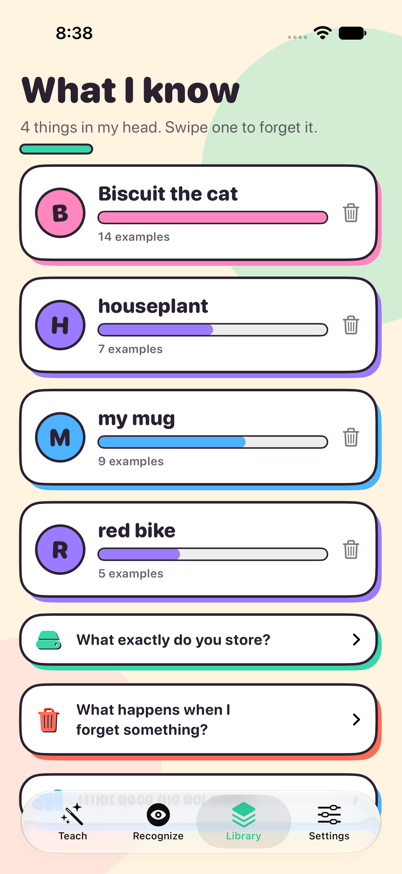 8:38
What I know
4 things in my head. Swipe one to forget it.
B
Biscuit the cat
14 examples
H
houseplant
7 examples
M
my mug
9 examples
R
red bike
5 examples
What exactly do you store?
What happens when I
forget something?
Teach
Recognize
Library
Settings